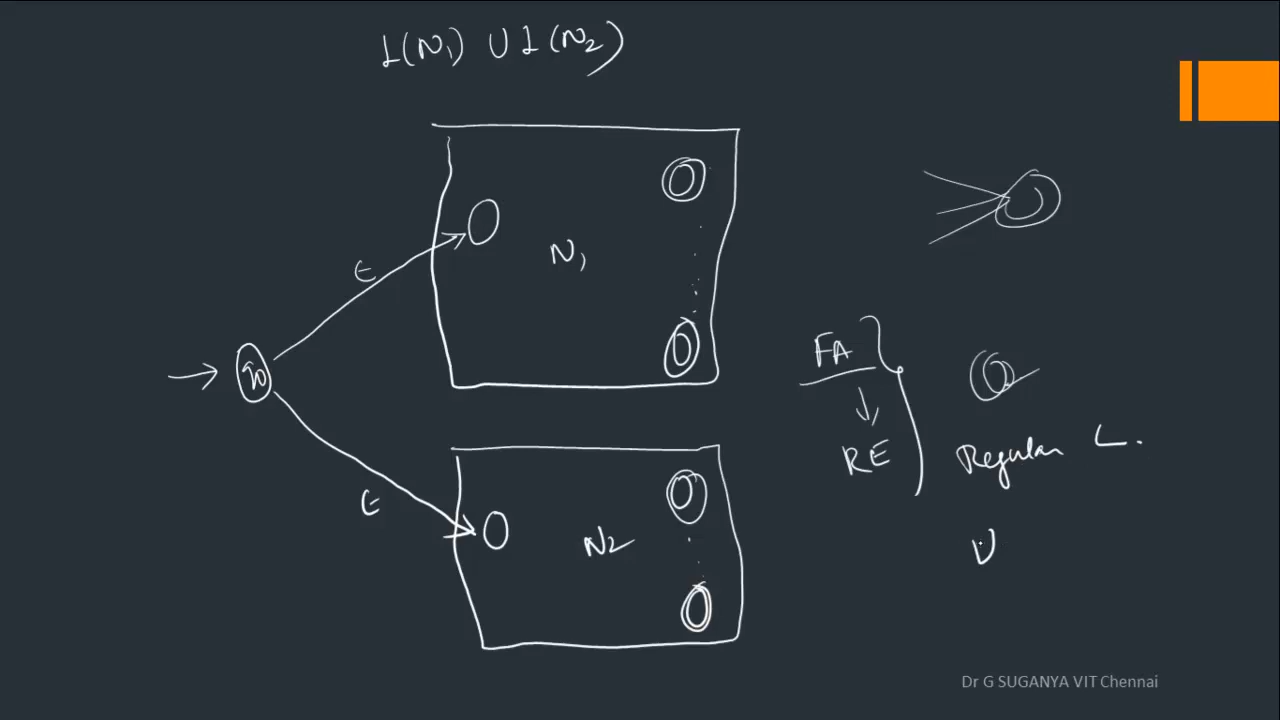 L(N₁) ∪ L(N₂)
N₁
ε
q₀
FA
RE
Regular L.
ε
N₂
∪
Dr G SUGANYA VIT Chennai